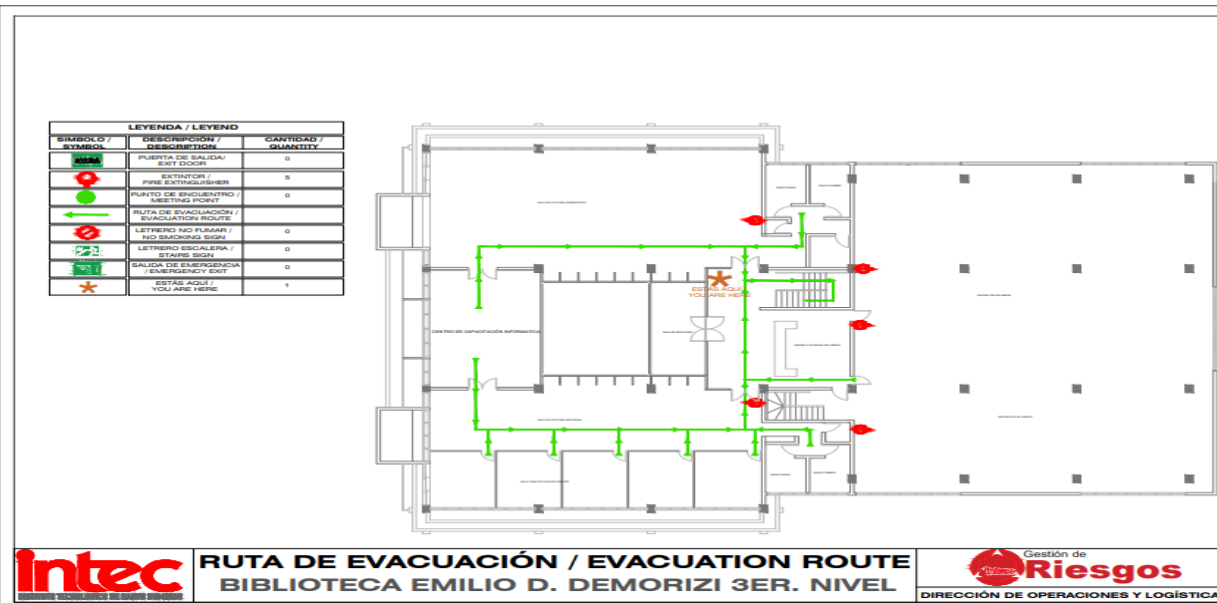 LEYENDA / LEYEND
SIMBOLO / SYMBOL
DESCRIPCIÓN / DESCRIPTION
CANTIDAD / QUANTITY
PUERTA DE SALIDA/ EXIT DOOR
0
EXTINTOR / FIRE EXTINGUISHER
5
PUNTO DE ENCUENTRO / MEETING POINT
0
RUTA DE EVACUACIÓN / EVACUATION ROUTE
LETRERO NO FUMAR / NO SMOKING SIGN
0
LETRERO ESCALERA / STAIRS SIGN
0
SALIDA DE EMERGENCIA / EMERGENCY EXIT
0
ESTÁS AQUÍ / YOU ARE HERE
1
ESTÁS AQUÍ /
YOU ARE HERE
CENTRO DE CAPACITACIÓN INFORMATICA
intec
RUTA DE EVACUACIÓN / EVACUATION ROUTE
BIBLIOTECA EMILIO D. DEMORIZI 3ER. NIVEL
Gestión de
Riesgos
DIRECCIÓN DE OPERACIONES Y LOGÍSTICA